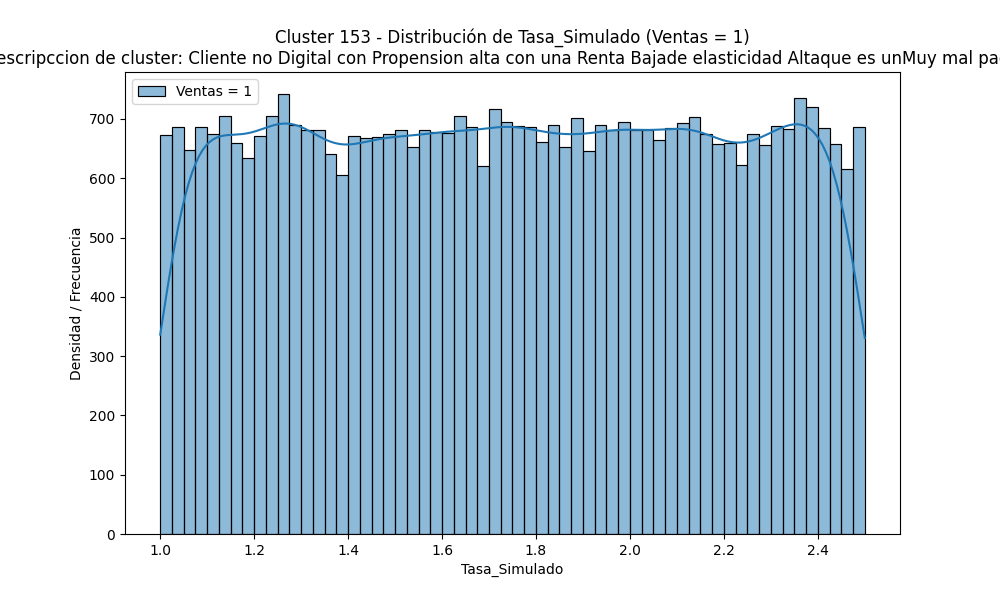 Cluster 153 - Distribución de Tasa_Simulado (Ventas = 1)
escripccion de cluster: Cliente no Digital con Propension alta con una Renta Bajade elasticidad Altaque es unMuy mal pa
Ventas = 1
Densidad / Frecuencia
700
600
500
400
300
200
100
0
1.0 1.2 1.4 1.6 1.8 2.0 2.2 2.4
Tasa_Simulado